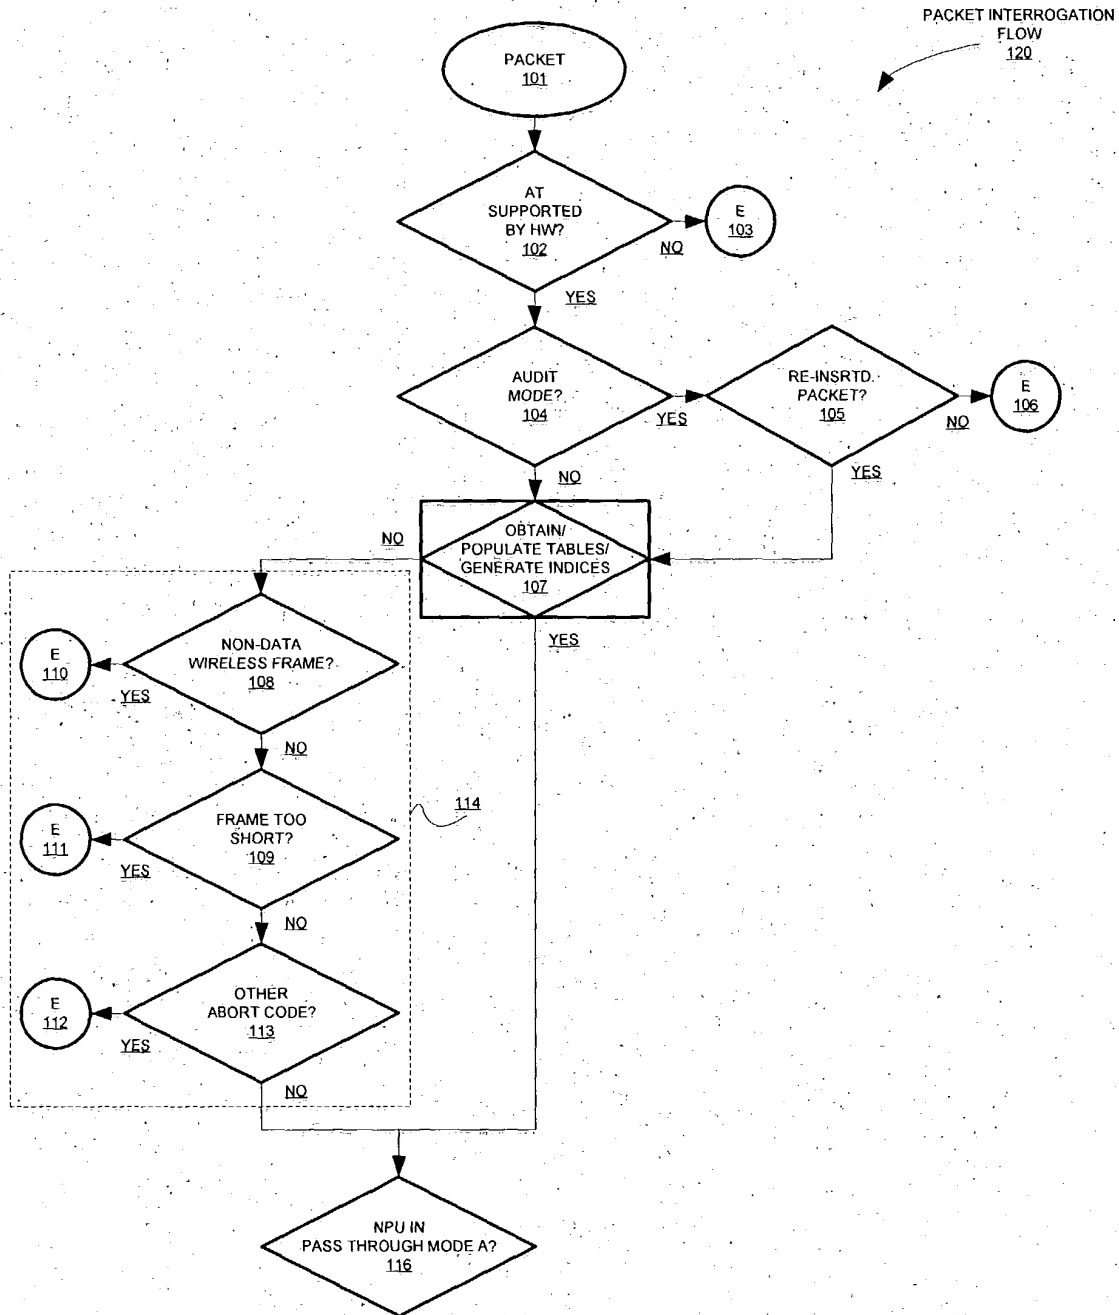 PACKET INTERROGATION
FLOW
120
PACKET
101
AT
SUPPORTED
BY HW?
102
NO
E
103
YES
AUDIT
MODE?
104
YES
RE-INSRTD.
PACKET?
105
NO
E
106
YES
NO
OBTAIN/
POPULATE TABLES/
GENERATE INDICES
107
NO
YES
NON-DATA
WIRELESS FRAME?
108
YES
E
110
NO
FRAME TOO
SHORT?
109
YES
E
111
114
NO
OTHER
ABORT CODE?
113
YES
E
112
NO
NPU IN
PASS THROUGH MODE A?
116